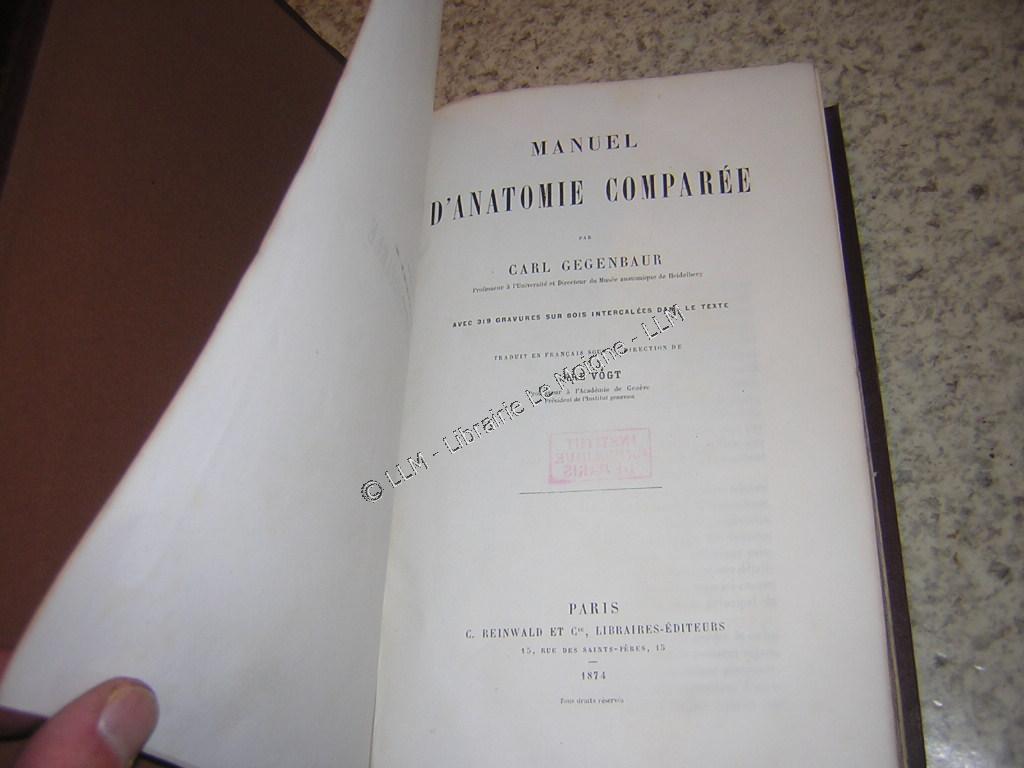 MANUEL
D'ANATOMIE COMPARÉE
PAR
CARL GEGENBAUR
Professeur à l'Université et Directeur du Musée anatomique de Heidelberg
AVEC 319 GRAVURES SUR BOIS INTERCALÉES DANS LE TEXTE
TRADUIT EN FRANÇAIS DIRECTION DE
VOGT
à l'Académie de Genève
Président de l'Institut genevois
INSTITUT
DE PARIS
PARIS
C. REINWALD ET Cie, LIBRAIRES-ÉDITEURS
15, RUE DES SAINTS-PÈRES, 15
1874
Tous droits réservés
© LLM - Librairie Le Moigne - LLM